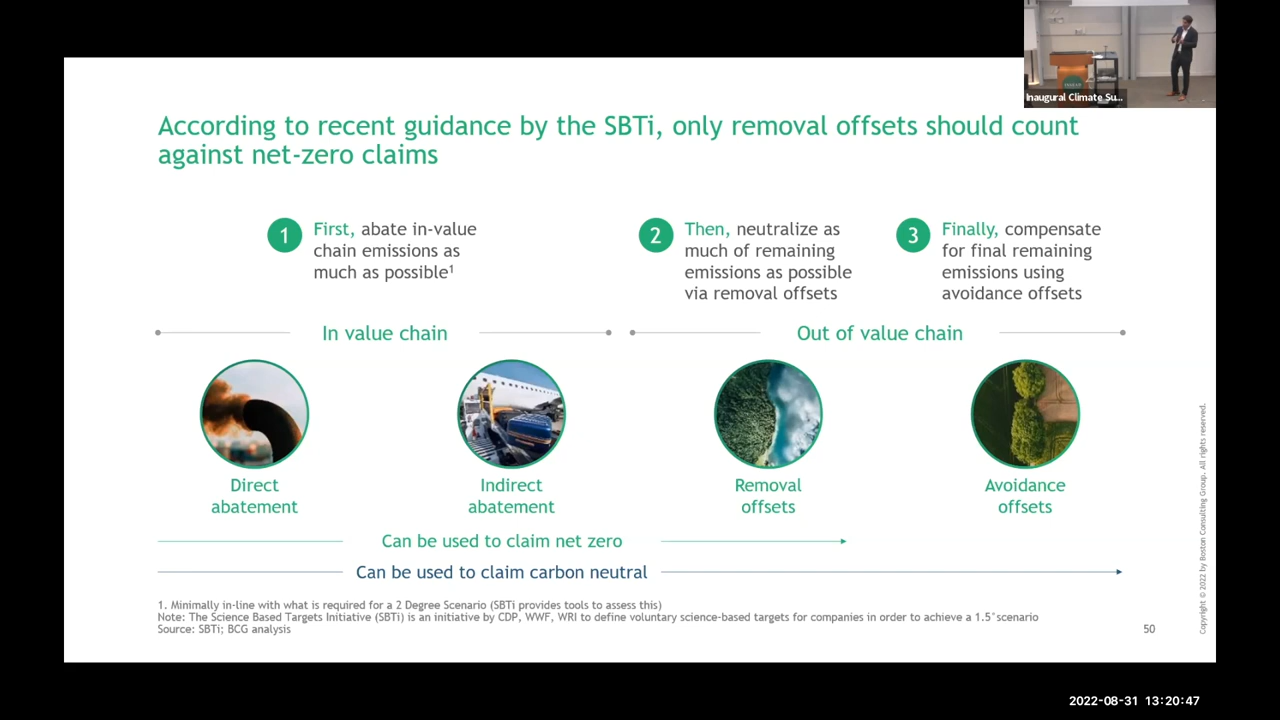 Inaugural Climate Su...
According to recent guidance by the SBTi, only removal offsets should count
against net-zero claims
1
First, abate in-value
chain emissions as
much as possible¹
2
Then, neutralize as
much of remaining
emissions as possible
via removal offsets
3
Finally, compensate
for final remaining
emissions using
avoidance offsets
In value chain
Out of value chain
Direct
abatement
Indirect
abatement
Removal
offsets
Avoidance
offsets
Can be used to claim net zero
Can be used to claim carbon neutral
1. Minimally in-line with what is required for a 2 Degree Scenario (SBTi provides tools to assess this)
Note: The Science Based Targets Initiative (SBTi) is an initiative by CDP, WWF, WRI to define voluntary science-based targets for companies in order to achieve a 1.5°scenario
Source: SBTi; BCG analysis
50
Copyright © 2022 by Boston Consulting Group. All rights reserved.
2022-08-31 13:20:47